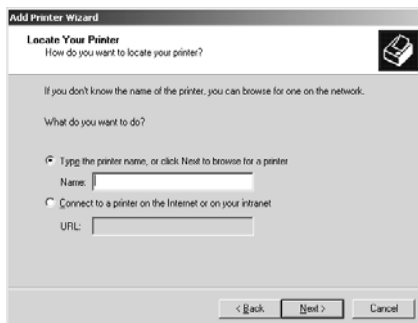 Add Printer Wizard
Locate Your Printer
How do you want to locate your printer?
If you don't know the name of the printer, you can browse for one on the network.
What do you want to do?
Type the printer name, or click Next to browse for a printer
Name:
Connect to a printer on the Internet or on your intranet
URL:
< Back
Next >
Cancel